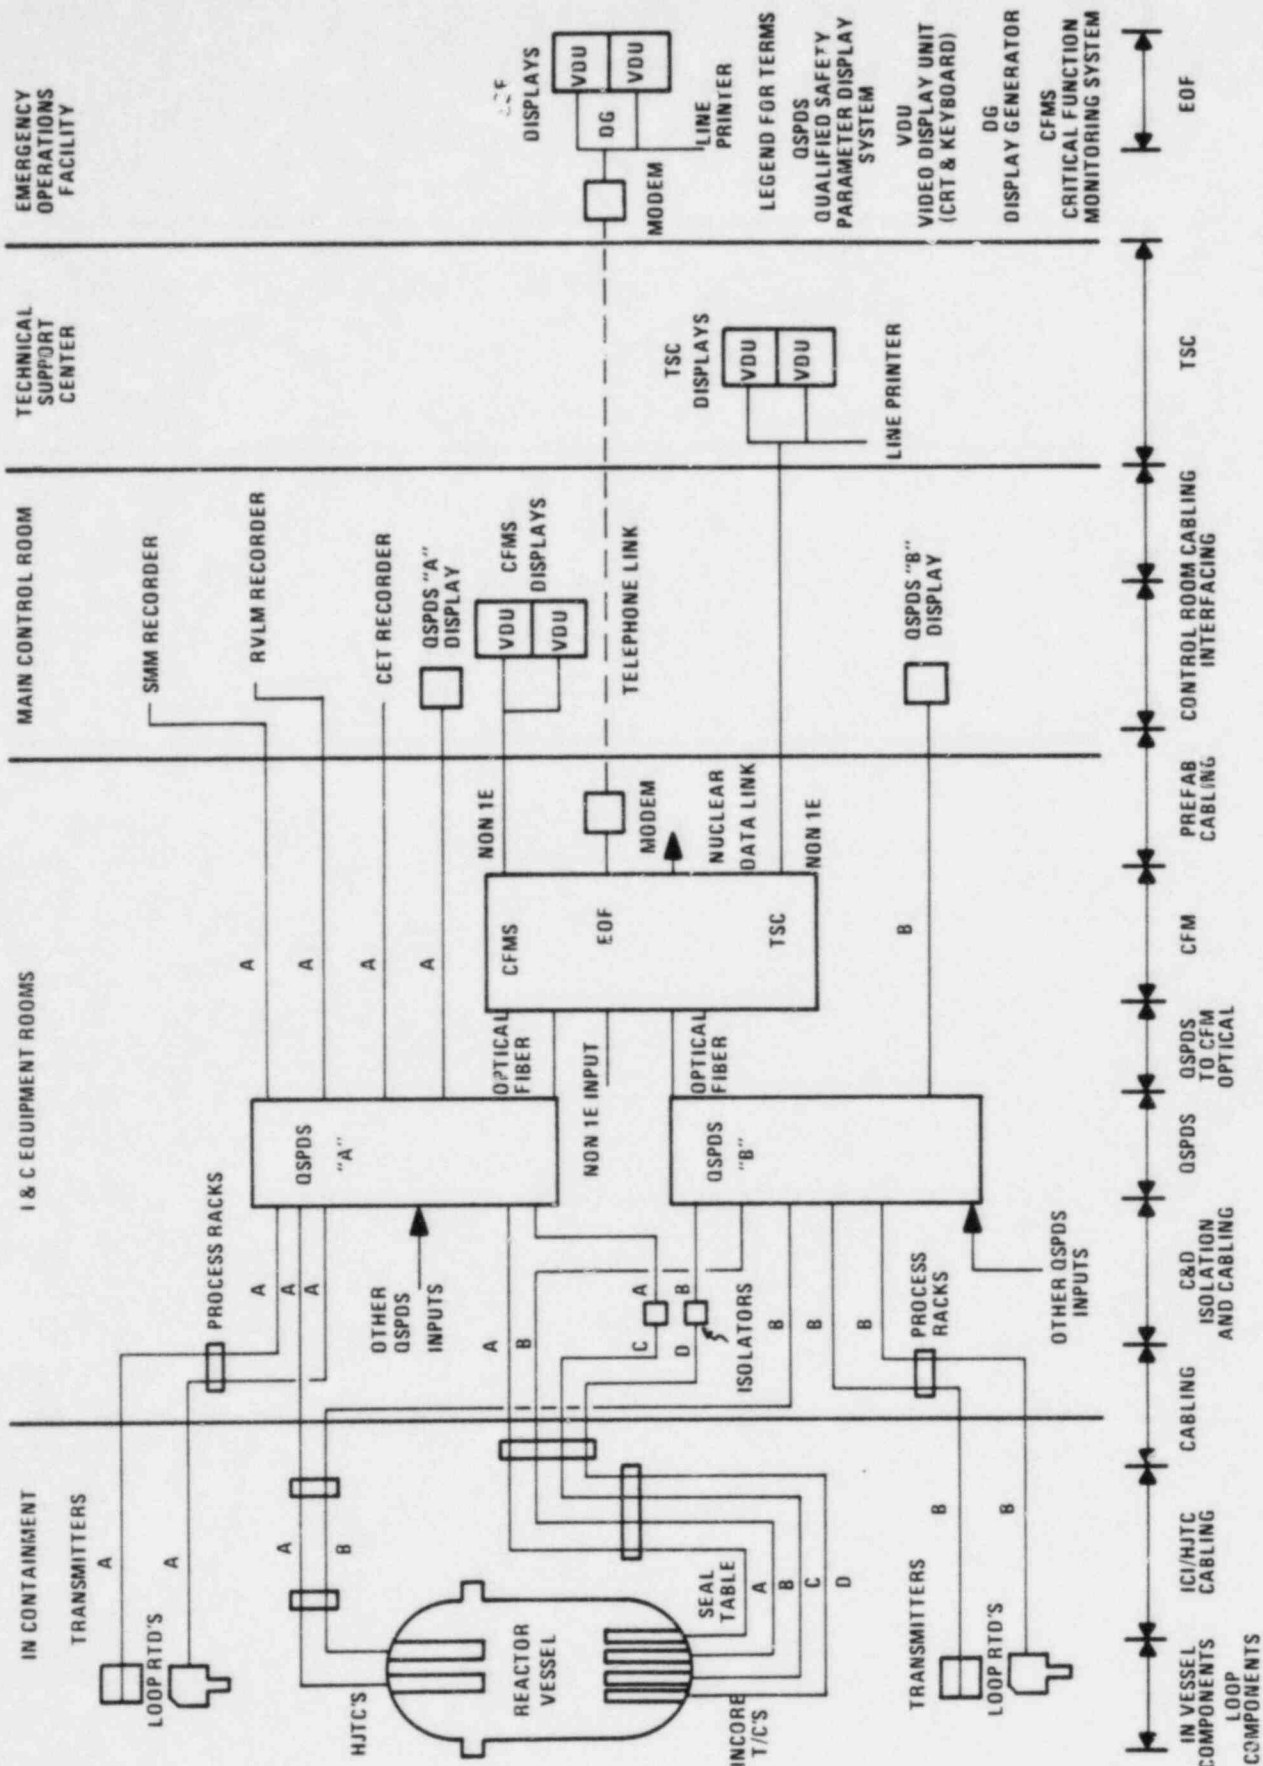 IN CONTAINMENT
I & C EQUIPMENT ROOMS
MAIN CONTROL ROOM
TECHNICAL
SUPPORT
CENTER
EMERGENCY
OPERATIONS
FACILITY
TRANSMITTERS
A
LOOP RTD'S
A
PROCESS RACKS
A
A
A
HJTC'S
A
B
REACTOR
VESSEL
INCORE
T/C'S
SEAL
TABLE
A
B
C
D
TRANSMITTERS
B
LOOP RTD'S
B
OTHER
QSPDS
INPUTS
A
B
C
A
D
B
ISOLATORS
B
B
B
PROCESS
RACKS
OTHER QSPDS
INPUTS
QSPDS
"A"
OPTICAL
FIBER
NON 1E INPUT
OPTICAL
FIBER
QSPDS
"B"
A
A
A
A
CFMS
EOF
TSC
B
NON 1E
MODEM
NUCLEAR
DATA LINK
NON 1E
SMM RECORDER
RVLM RECORDER
CET RECORDER
QSPDS "A"
DISPLAY
VDU
VDU
CFMS
DISPLAYS
TELEPHONE LINK
QSPDS "B"
DISPLAY
TSC
DISPLAYS
VDU
VDU
LINE PRINTER
DISPLAYS
VDU
VDU
DG
LINE
PRINTER
MODEM
LEGEND FOR TERMS
QSPDS
QUALIFIED SAFETY
PARAMETER DISPLAY
SYSTEM
VDU
VIDEO DISPLAY UNIT
(CRT & KEYBOARD)
DG
DISPLAY GENERATOR
CFMS
CRITICAL FUNCTION
MONITORING SYSTEM
IN VESSEL
COMPONENTS
LOOP
COMPONENTS
ICI/HJTC
CABLING
CABLING
C&D
ISOLATION
AND CABLING
QSPDS
QSPDS
TO CFM
OPTICAL
CFM
PREFAB
CABLING
CONTROL ROOM CABLING
INTERFACING
TSC
EOF